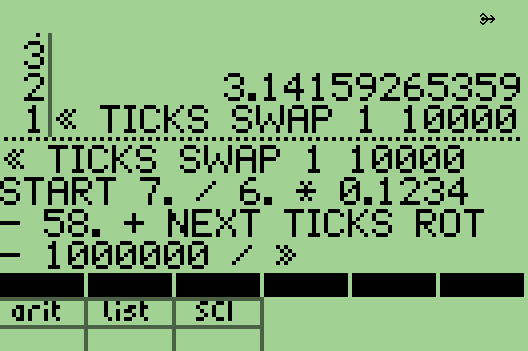 3
2 3.14159265359
1 « TICKS SWAP 1 10000
« TICKS SWAP 1 10000
START 7. / 6. * 0.1234
- 58. + NEXT TICKS ROT
- 1000000 / »
arit list SCI